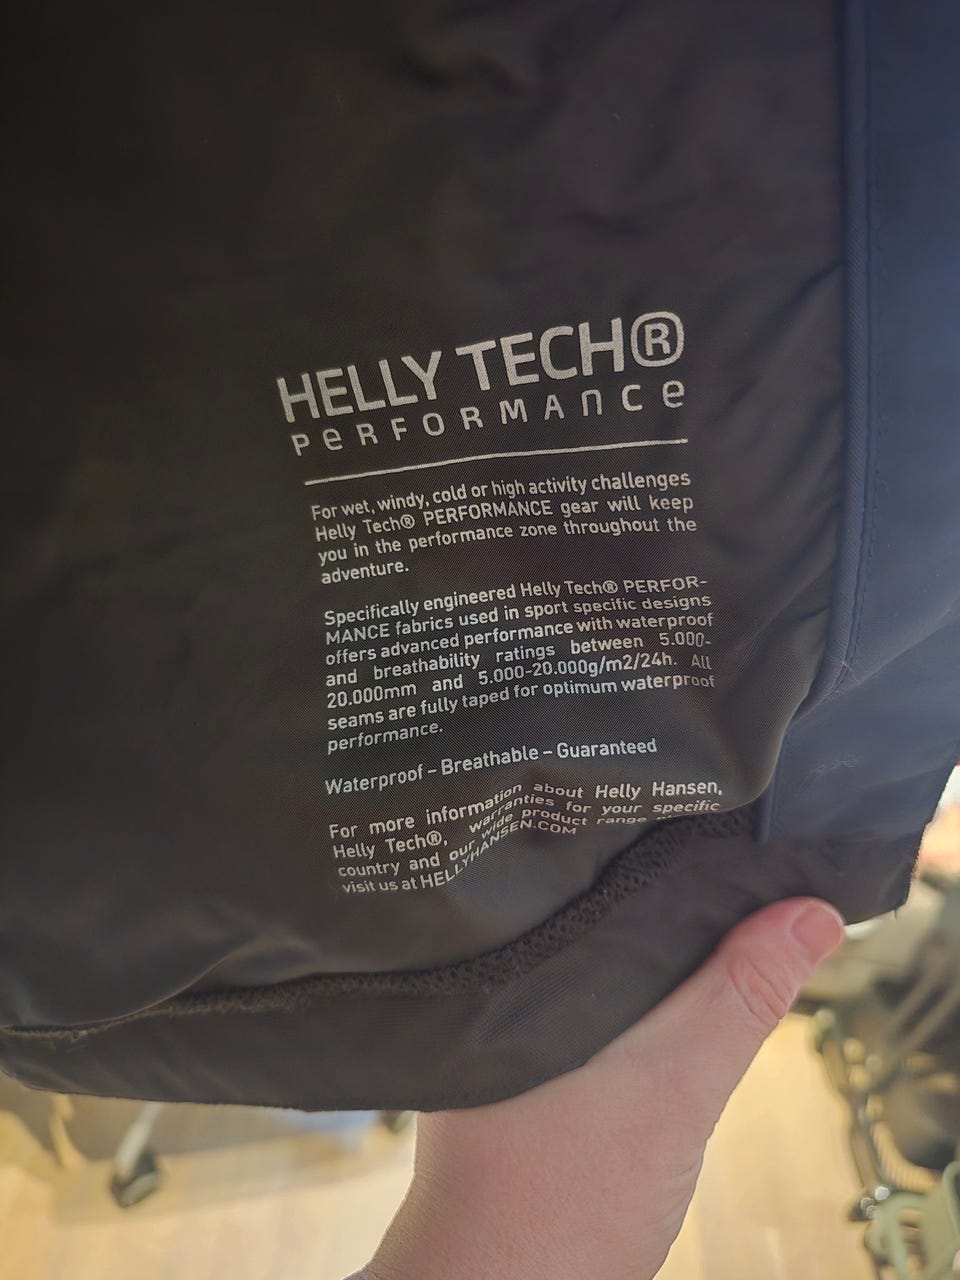 HELLY TECH®
PERFORMANCE
For wet, windy, cold or high activity challenges
Helly Tech® PERFORMANCE gear will keep
you in the performance zone throughout the
adventure.
Specifically engineered Helly Tech® PERFOR-
MANCE fabrics used in sport specific designs
offers advanced performance with waterproof
and breathability ratings between 5.000-
20.000mm and 5.000-20.000g/m2/24h. All
seams are fully taped for optimum waterproof
performance.
Waterproof – Breathable – Guaranteed
For more information about Helly Hansen,
Helly Tech®, warranties for your specific
country and our wide product range
visit us at HELLYHANSEN.COM